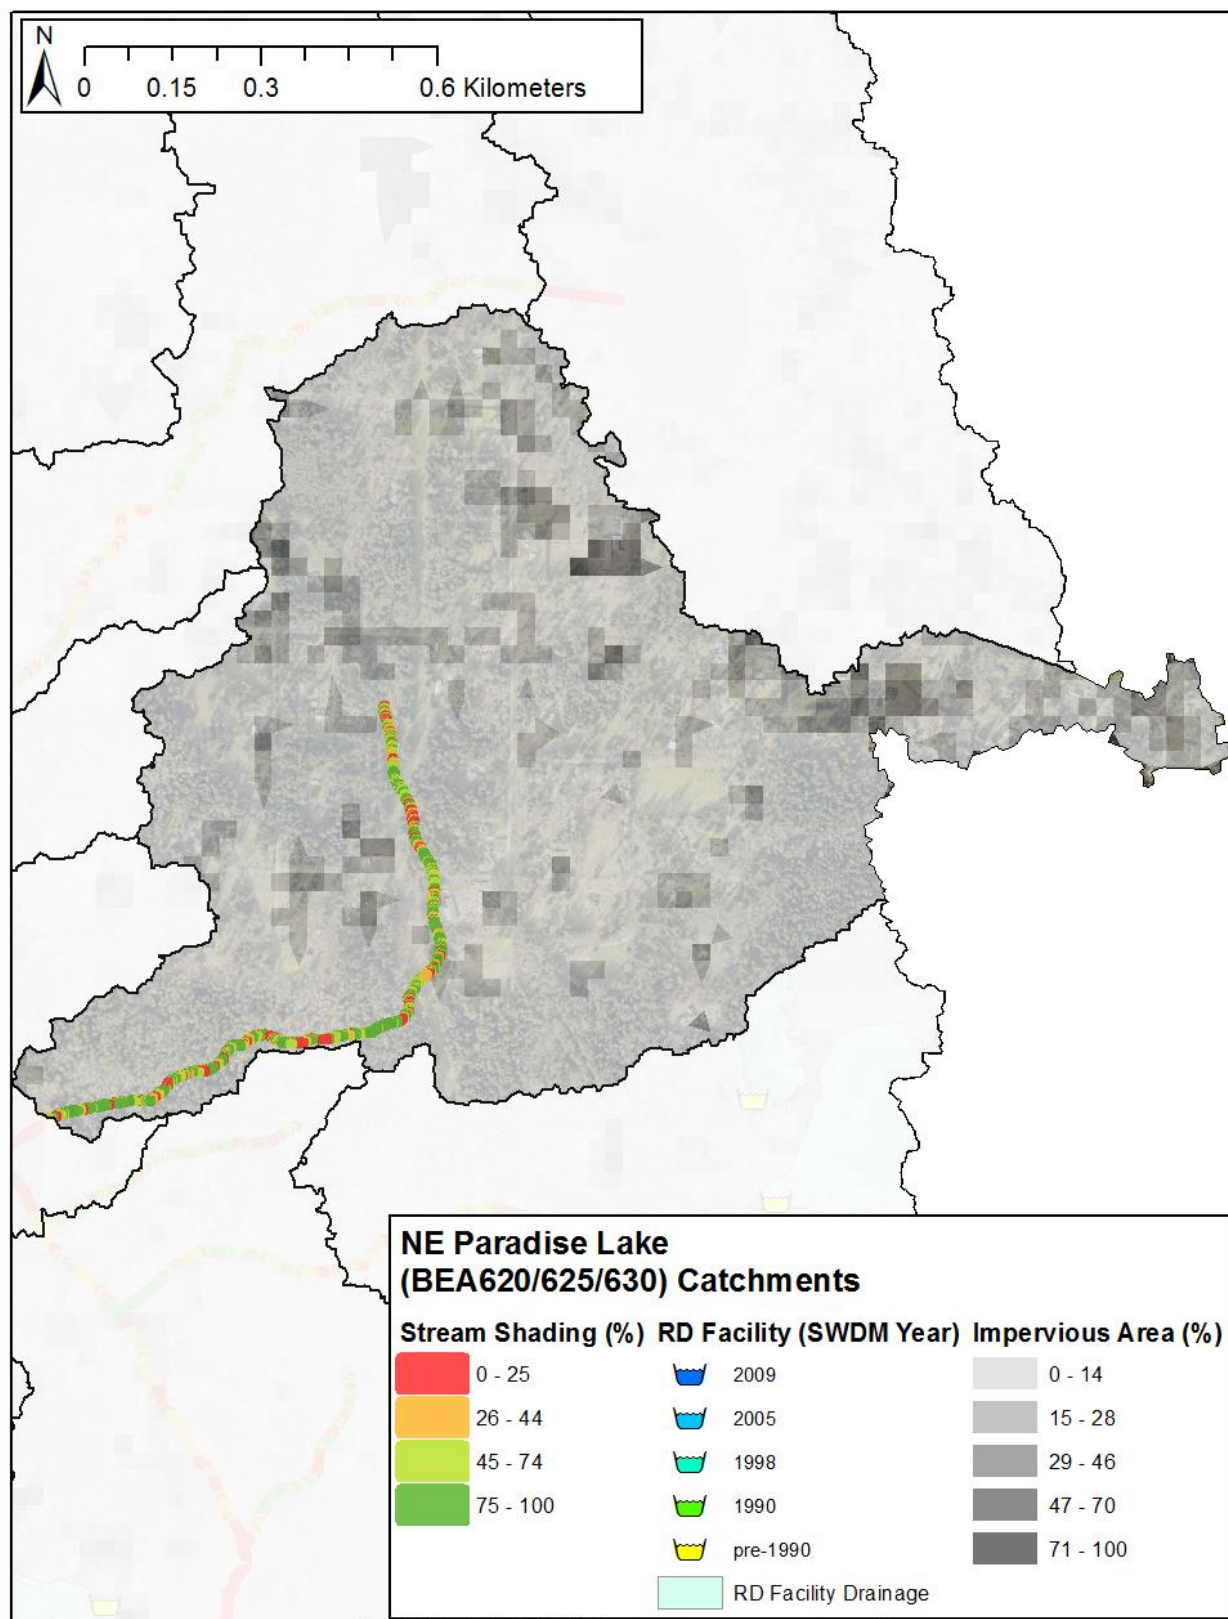 N
0 0.15 0.3 0.6 Kilometers
NE Paradise Lake
(BEA620/625/630) Catchments
Stream Shading (%) RD Facility (SWDM Year) Impervious Area (%)
0 - 25 2009 0 - 14
26 - 44 2005 15 - 28
45 - 74 1998 29 - 46
75 - 100 1990 47 - 70
pre-1990 71 - 100
RD Facility Drainage